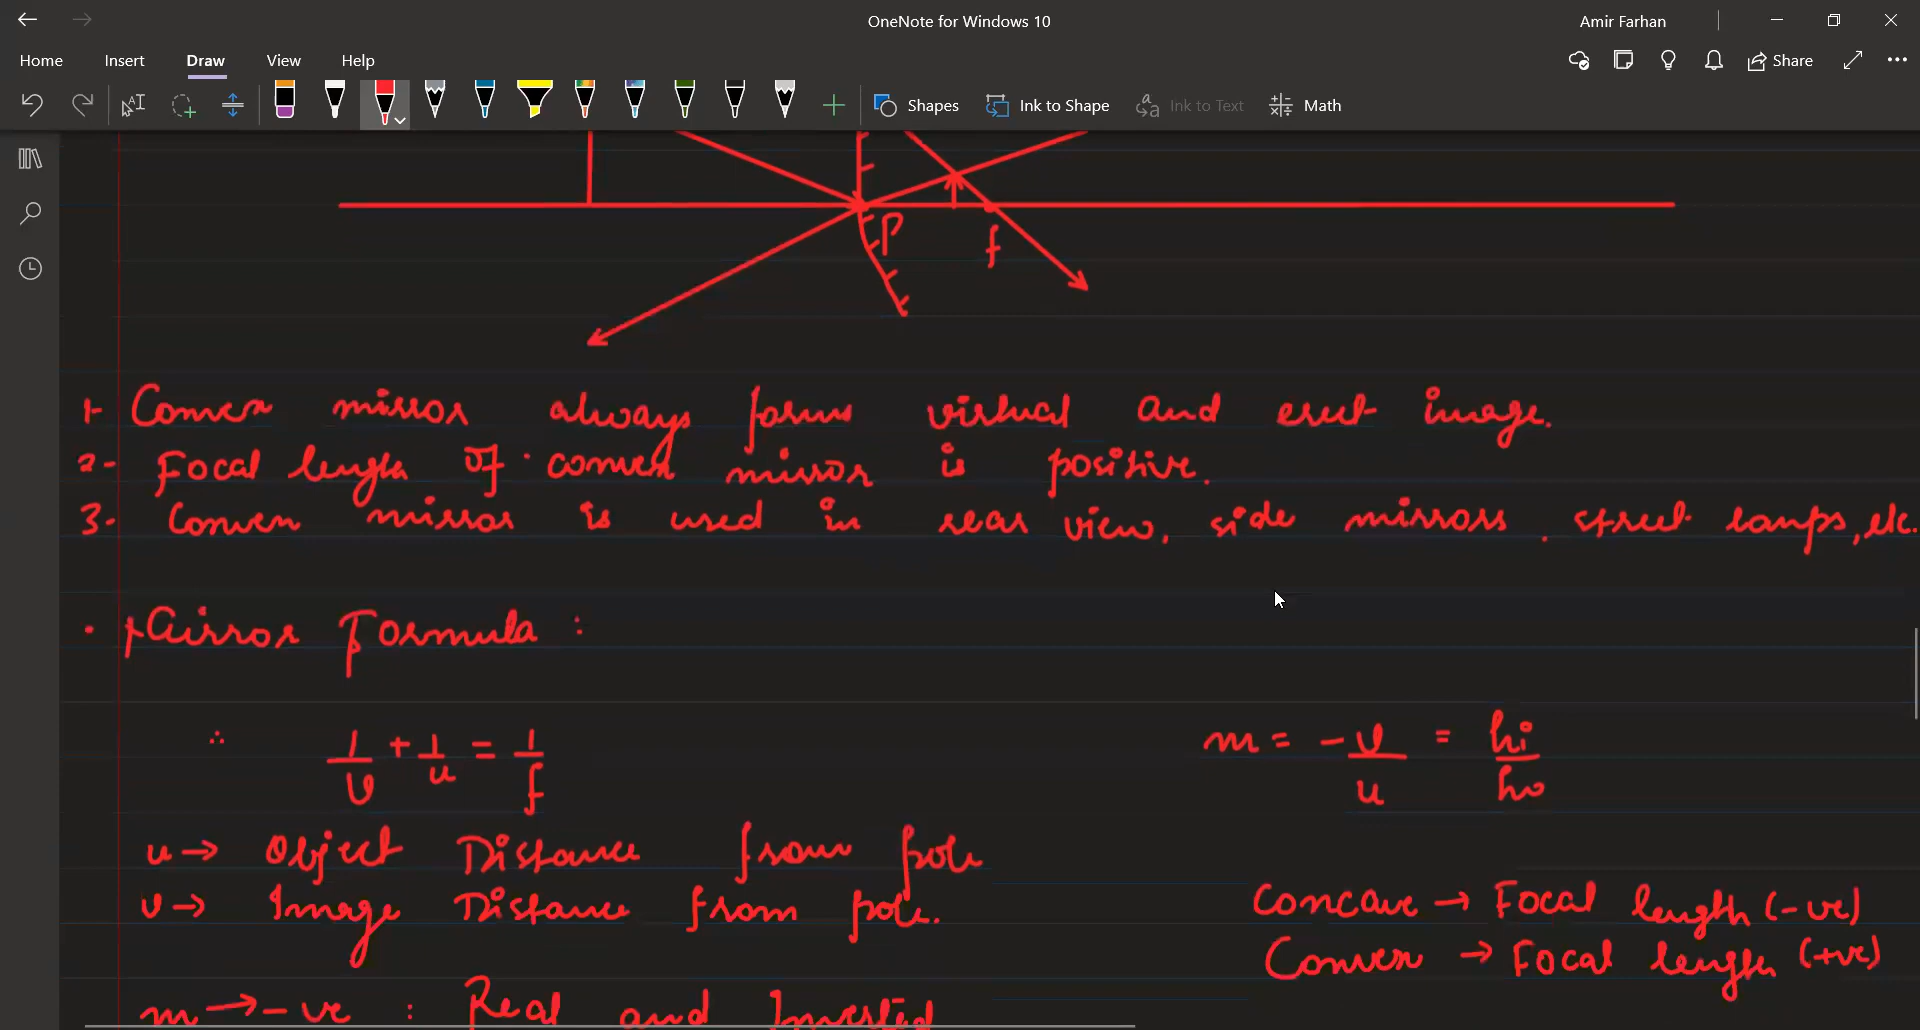 OneNote for Windows 10
Amir Farhan
Home Insert Draw View Help
Share
Shapes Ink to Shape Ink to Text Math
P
f
1- Convex mirror always forms virtual and erect image.
2- Focal length of convex mirror is positive.
3- Convex mirror is used in rear view, side mirrors, street lamps, etc.
· Mirror Formula :
∴ 1/v + 1/u = 1/f
m = -v/u = hi/ho
u → Object Distance from pole
v → Image Distance from pole.
Concave → Focal length (-ve)
Convex → Focal length (+ve)
m → -ve : Real and Inverted